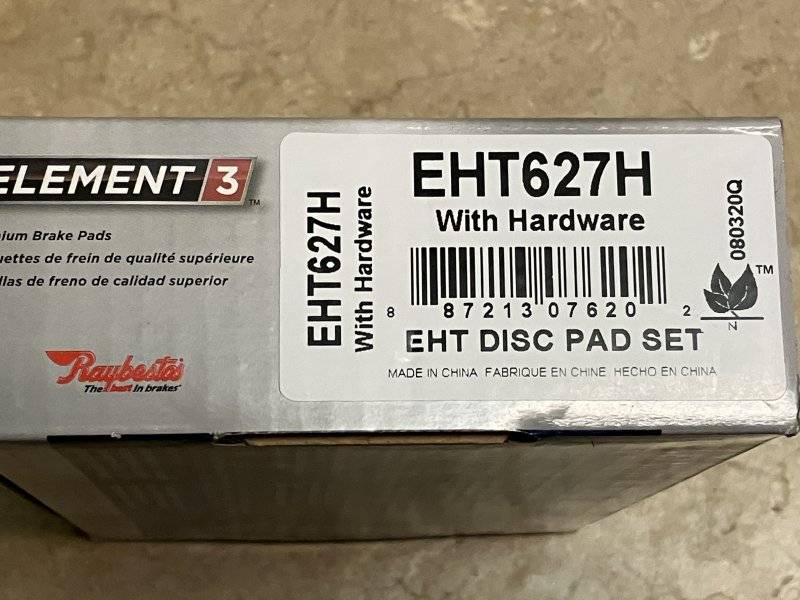 ELEMENT 3
TM
ium Brake Pads
uettes de frein de qualité supérieure
llas de freno de calidad superior
Raybestos
The best in brakes
EHT627H
With Hardware
EHT627H
With Hardware
8 87213 07620 2
EHT DISC PAD SET
MADE IN CHINA FABRIQUE EN CHINE HECHO EN CHINA
080320Q
TM
N